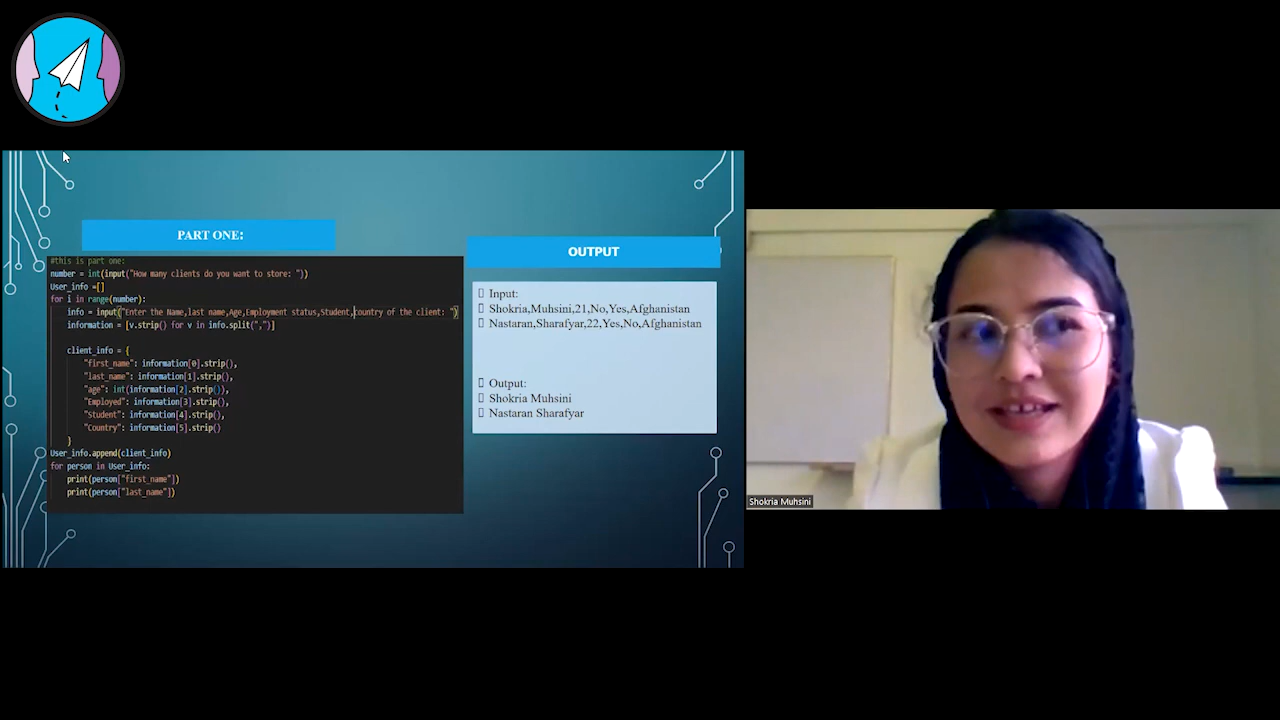 PART ONE:
#this is part one:
number = int(input("How many clients do you want to store: "))
User_info =[]
for i in range(number):
info = input("Enter the Name,last name,Age,Employment status,Student,Country of the client: ")
information = [v.strip() for v in info.split(",")]
client_info = {
"first_name": information[0].strip(),
"last_name": information[1].strip(),
"age": int(information[2].strip()),
"Employed": information[3].strip(),
"Student": information[4].strip(),
"Country": information[5].strip()
}
User_info.append(client_info)
for person in User_info:
print(person["first_name"])
print(person["last_name"])
OUTPUT
Input:
Shokria,Muhsini,21,No,Yes,Afghanistan
Nastaran,Sharafyar,22,Yes,No,Afghanistan
Output:
Shokria Muhsini
Nastaran Sharafyar
Shokria Muhsini